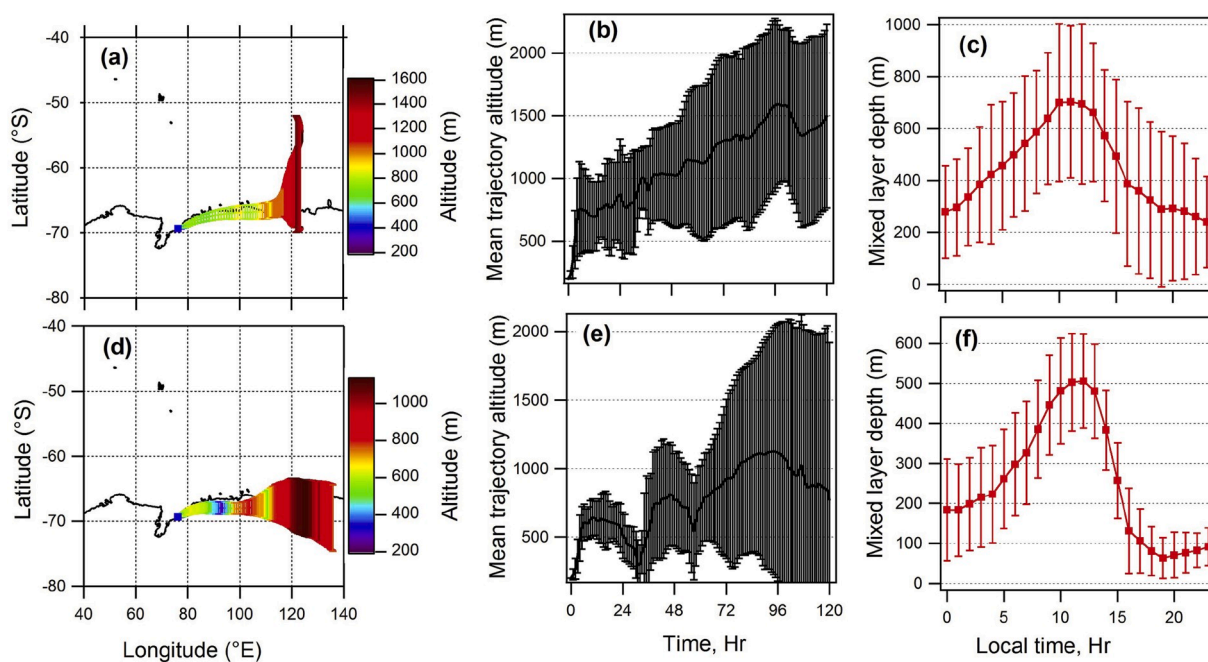 (a)
-40
-50
-60
-70
-80
Latitude (°S)
1600
1400
1200
1000
800
600
400
200
Altitude (m)
(b)
2000
1500
1000
500
Mean trajectory altitude (m)
(c)
1000
800
600
400
200
0
Mixed layer depth (m)
(d)
-40
-50
-60
-70
-80
Latitude (°S)
40 60 80 100 120 140
Longitude (°E)
1000
800
600
400
200
Altitude (m)
(e)
2000
1500
1000
500
Mean trajectory altitude (m)
0 24 48 72 96 120
Time, Hr
(f)
600
500
400
300
200
100
0
Mixed layer depth (m)
0 5 10 15 20
Local time, Hr